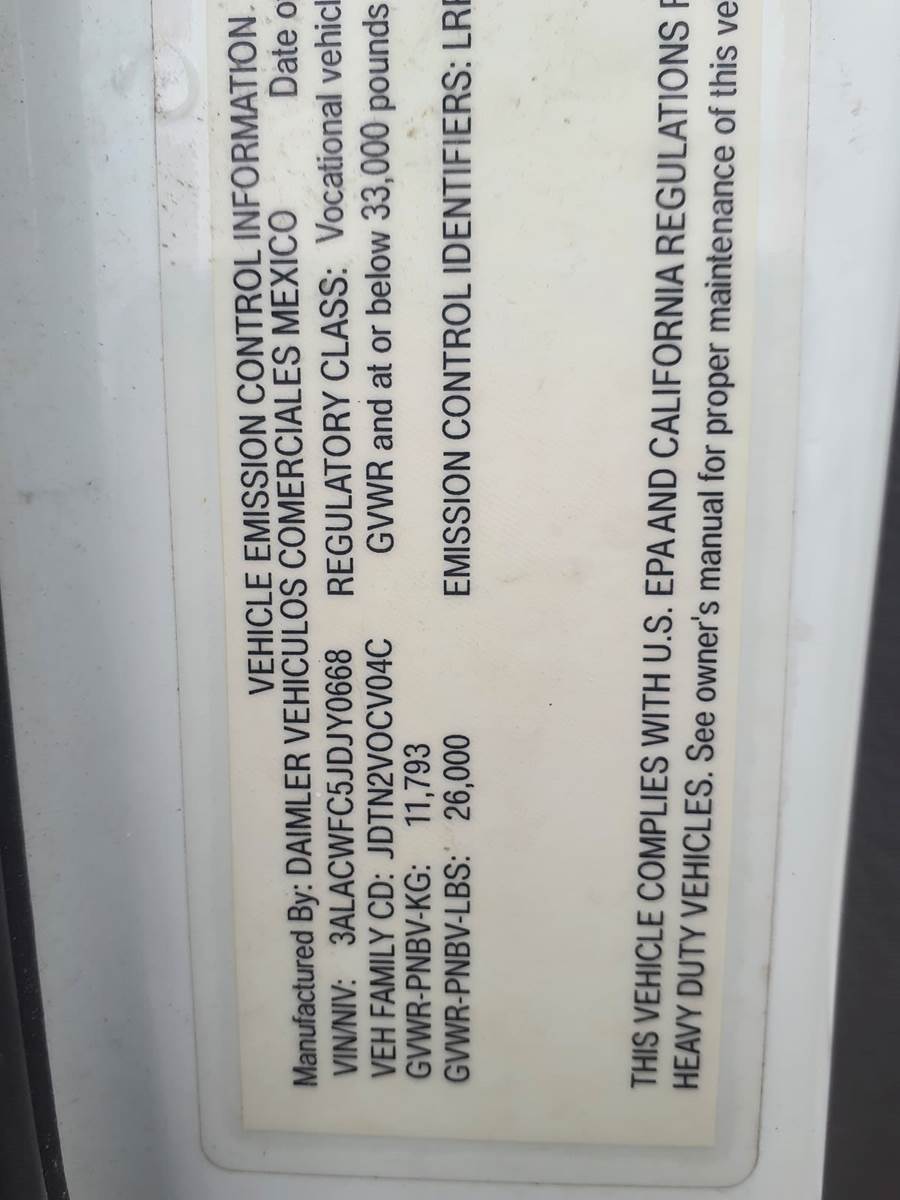 VEHICLE EMISSION CONTROL INFORMATION
Manufactured By: DAIMLER VEHICULOS COMERCIALES MEXICO Date
VIN/NIV: 3ALACWFC5JDJY0668 REGULATORY CLASS: Vocational
VEH FAMILY CD: JDTN2VOCV04C GVWR and at or below 33,000 pounds
GVWR-PNBV-KG: 11,793
GVWR-PNBV-LBS: 26,000 EMISSION CONTROL IDENTIFIERS:
THIS VEHICLE COMPLIES WITH U.S. EPA AND CALIFORNIA REGULATIONS
HEAVY DUTY VEHICLES. See owner's manual for proper maintenance of this